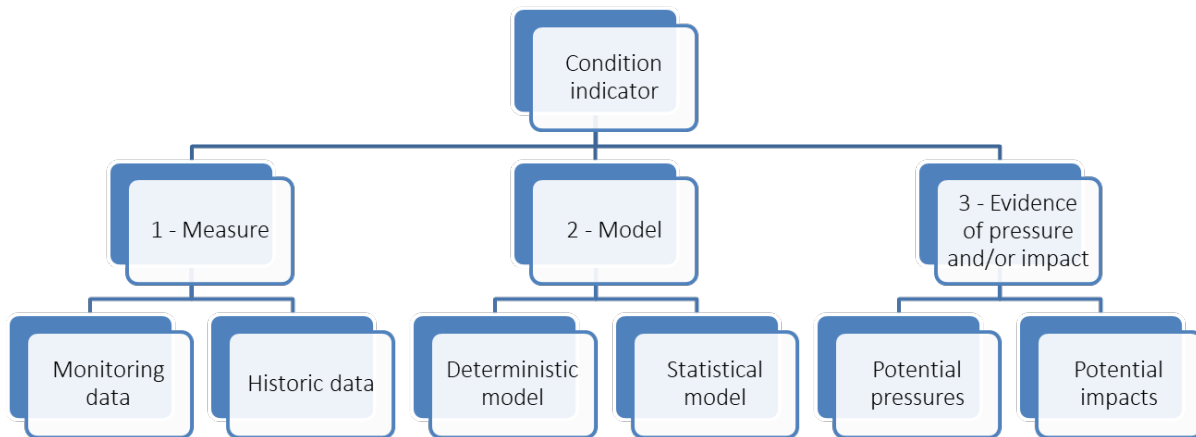 Condition
indicator
1 - Measure
2 - Model
3 - Evidence
of pressure
and/or impact
Monitoring
data
Historic data
Deterministic
model
Statistical
model
Potential
pressures
Potential
impacts